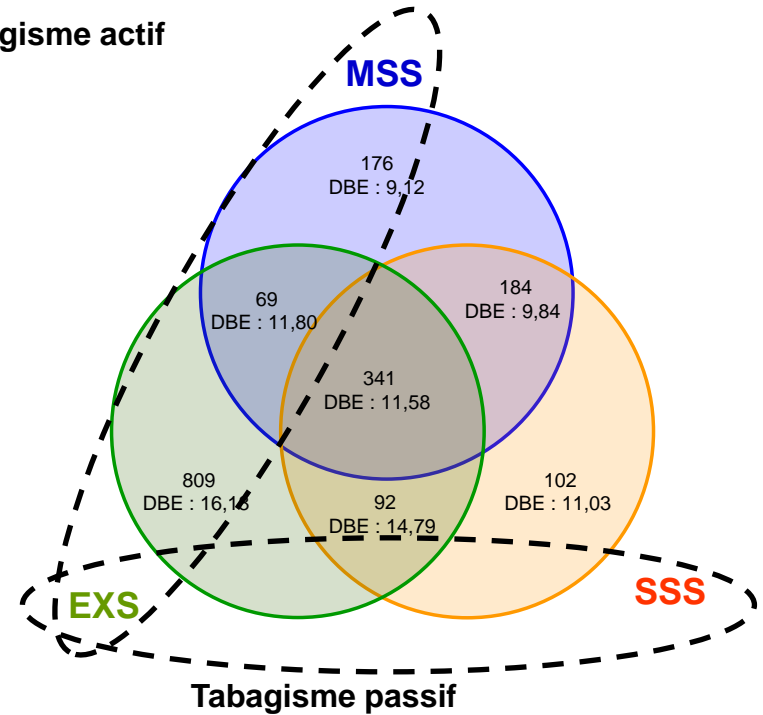 gisme actif
MSS
176
DBE : 9,12
184
DBE : 9,84
69
DBE : 11,80
341
DBE : 11,58
809
DBE : 16,18
92
DBE : 14,79
102
DBE : 11,03
EXS
SSS
Tabagisme passif